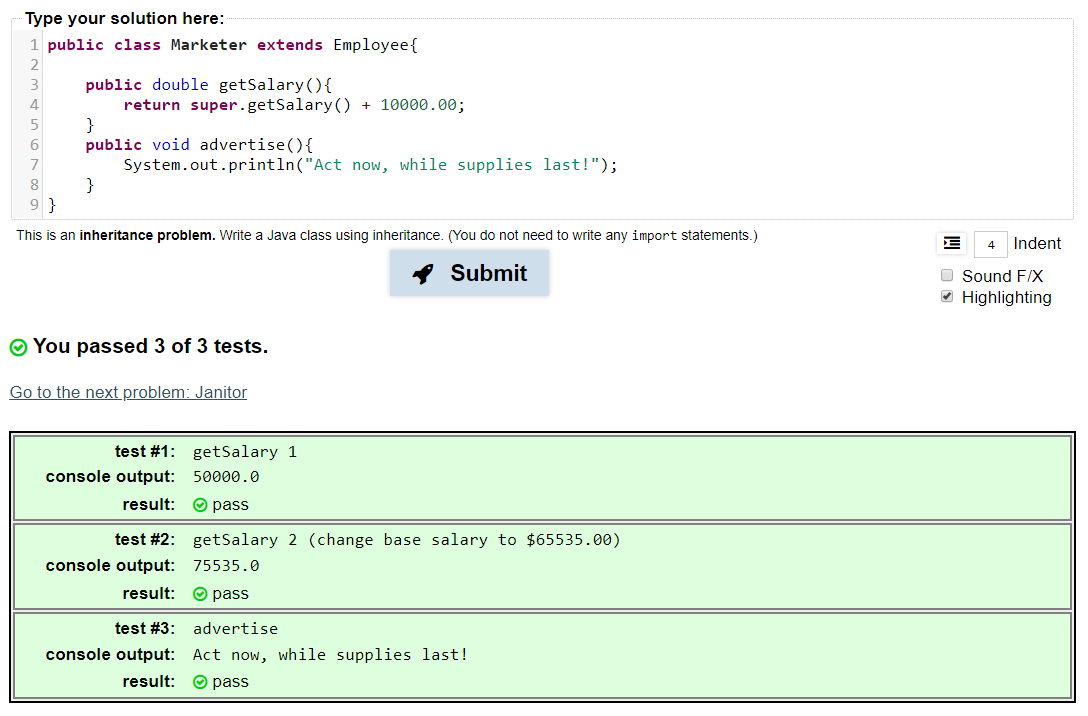 Type your solution here:
1 public class Marketer extends Employee{
2
3     public double getSalary(){
4         return super.getSalary() + 10000.00;
5     }
6     public void advertise(){
7         System.out.println("Act now, while supplies last!");
8     }
9 }
This is an inheritance problem. Write a Java class using inheritance. (You do not need to write any import statements.)
4 Indent
Submit
Sound F/X
Highlighting
You passed 3 of 3 tests.
Go to the next problem: Janitor
test #1: getSalary 1
console output: 50000.0
result: pass
test #2: getSalary 2 (change base salary to $65535.00)
console output: 75535.0
result: pass
test #3: advertise
console output: Act now, while supplies last!
result: pass